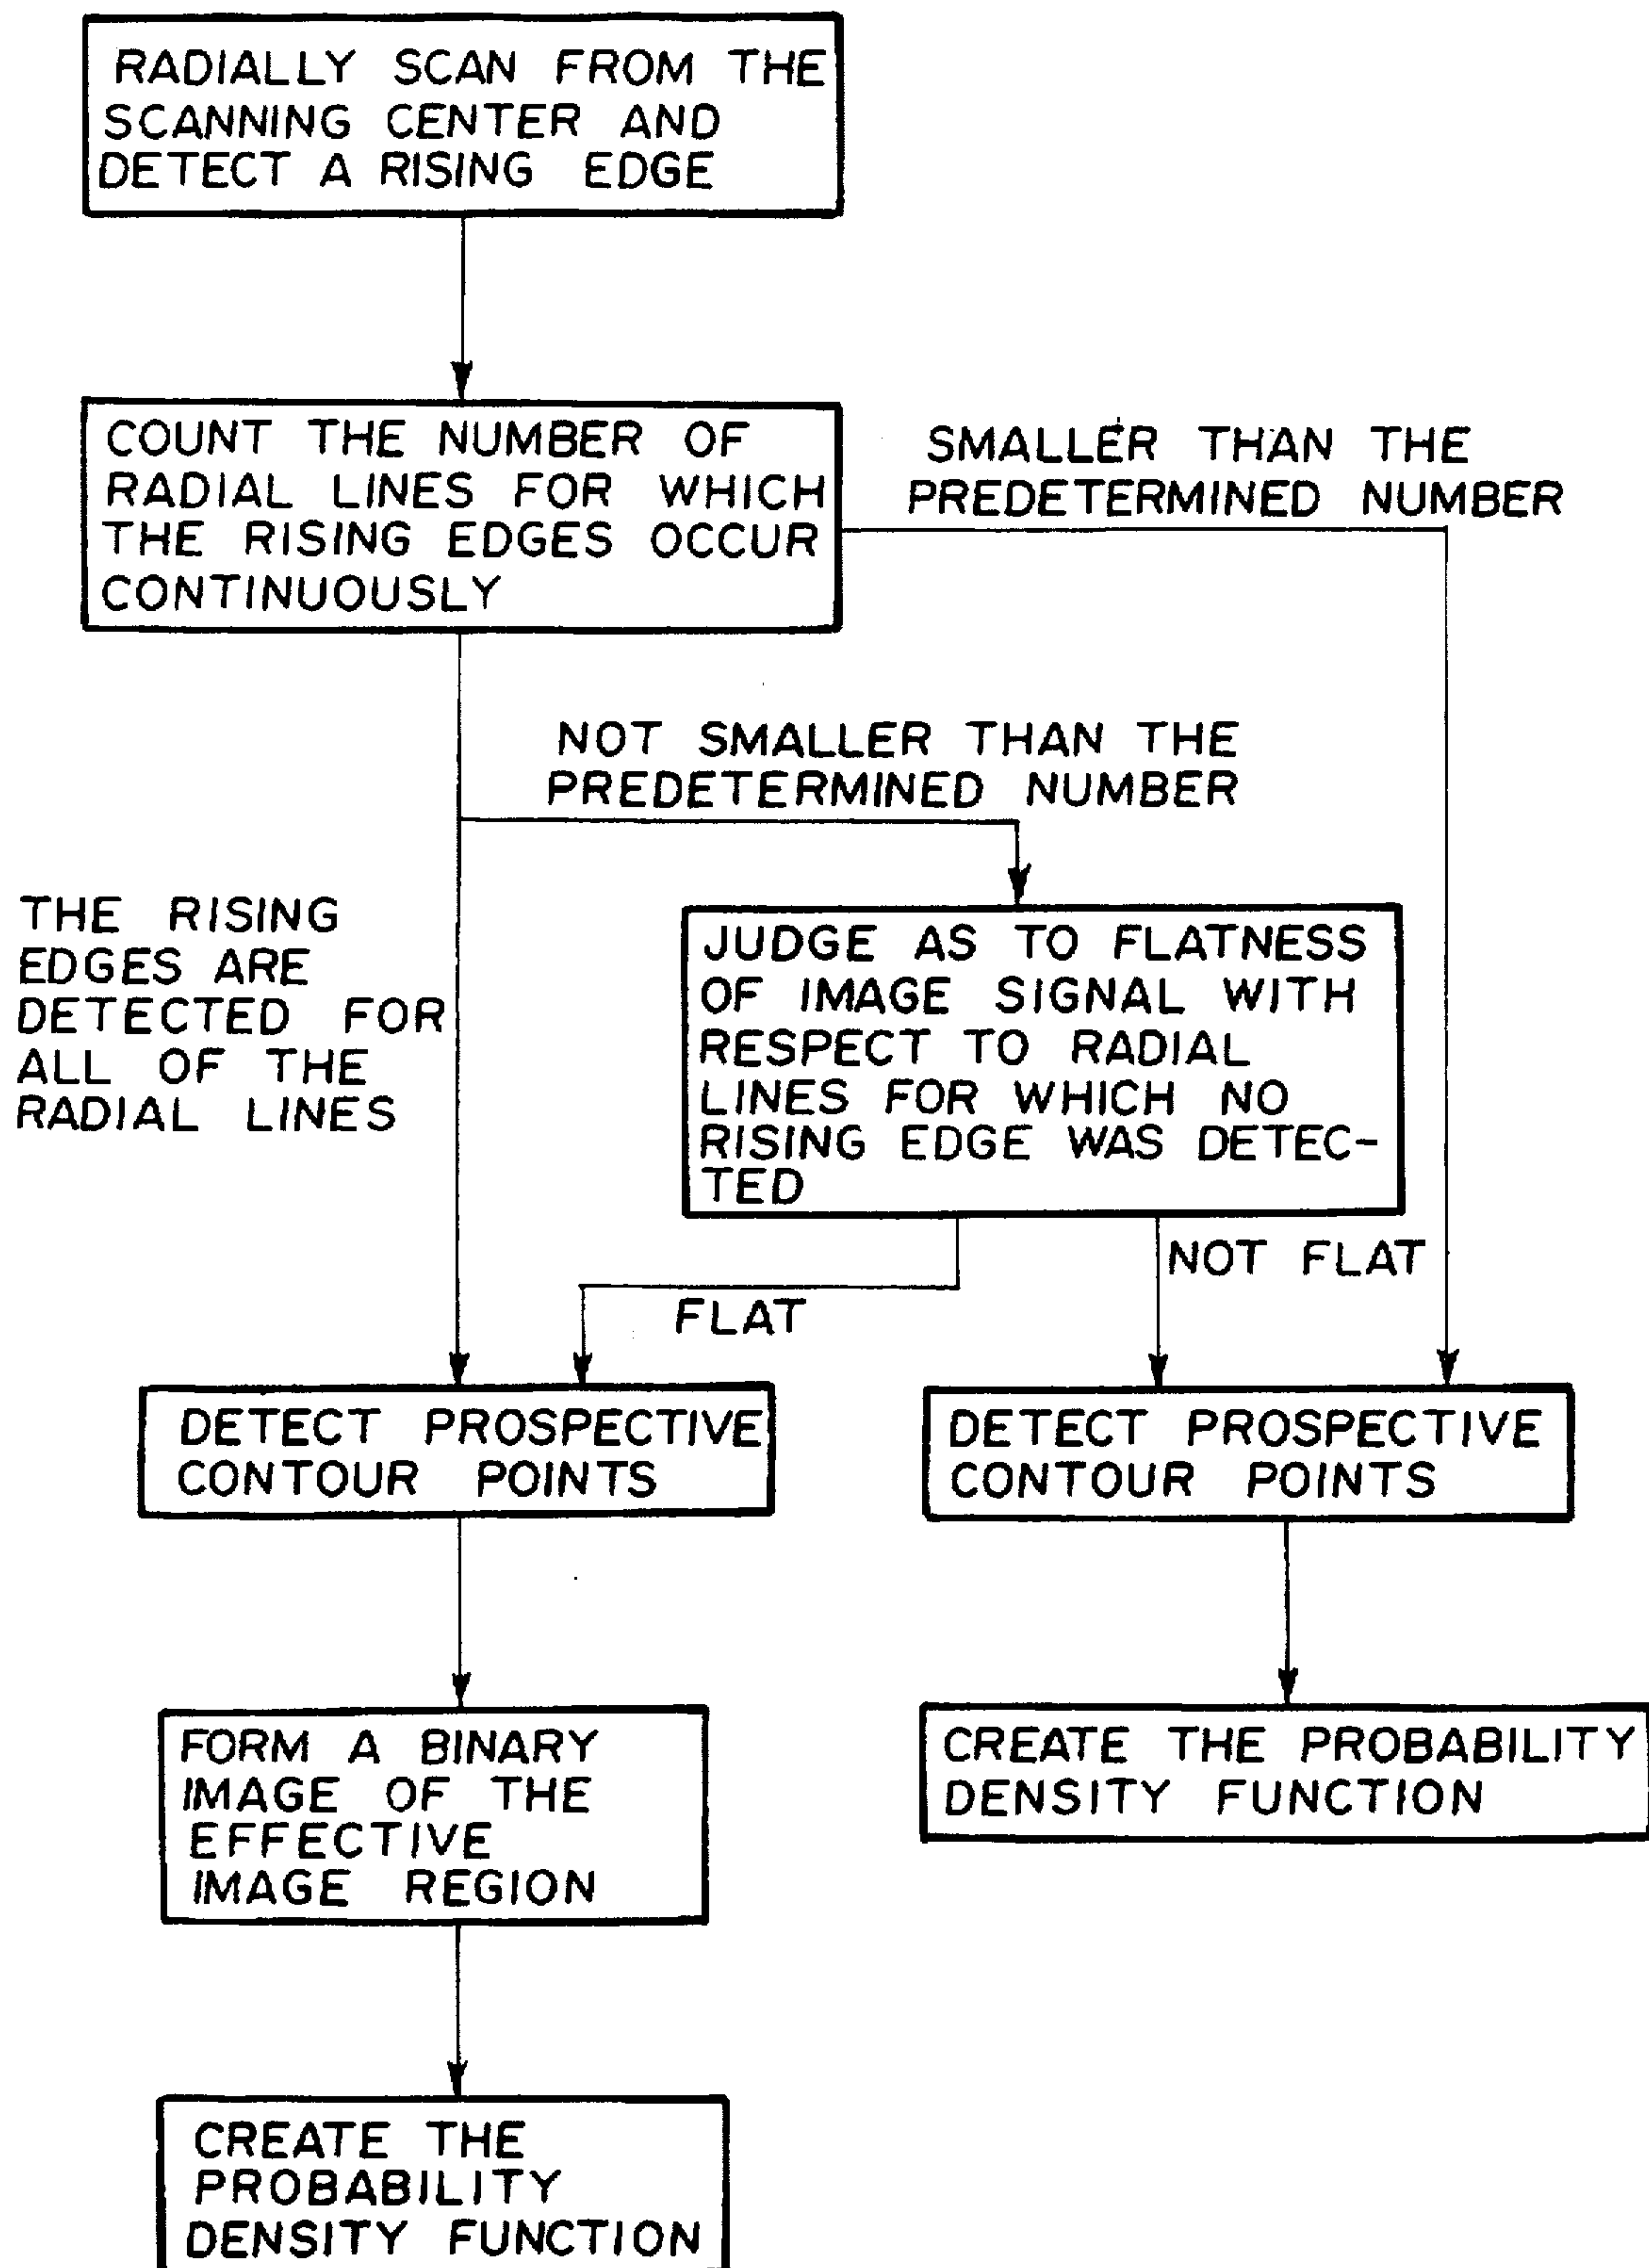 RADIALLY SCAN FROM THE
SCANNING CENTER AND
DETECT A RISING EDGE
COUNT THE NUMBER OF
RADIAL LINES FOR WHICH
THE RISING EDGES OCCUR
CONTINUOUSLY
SMALLER THAN THE
PREDETERMINED NUMBER
NOT SMALLER THAN THE
PREDETERMINED NUMBER
THE RISING
EDGES ARE
DETECTED FOR
ALL OF THE
RADIAL LINES
JUDGE AS TO FLATNESS
OF IMAGE SIGNAL WITH
RESPECT TO RADIAL
LINES FOR WHICH NO
RISING EDGE WAS DETEC-
TED
NOT FLAT
FLAT
DETECT PROSPECTIVE
CONTOUR POINTS
DETECT PROSPECTIVE
CONTOUR POINTS
FORM A BINARY
IMAGE OF THE
EFFECTIVE
IMAGE REGION
CREATE THE PROBABILITY
DENSITY FUNCTION
CREATE THE
PROBABILITY
DENSITY FUNCTION